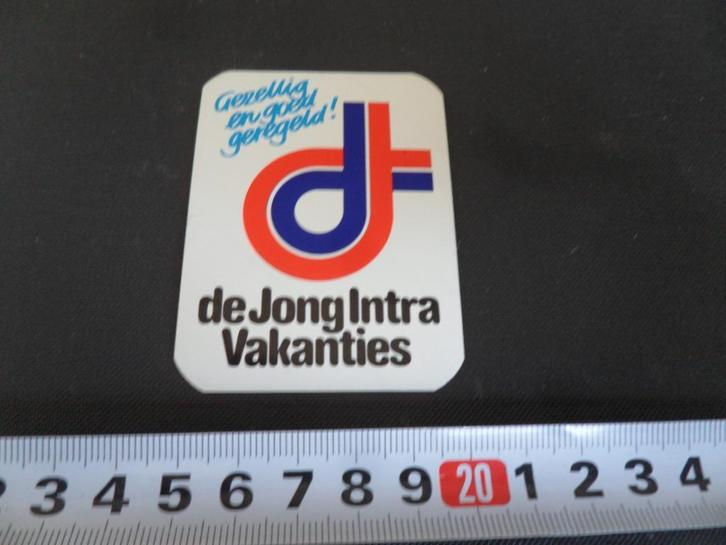 Gezellig
en goed
geregeld!
de Jong Intra
Vakanties
3 4 5 6 7 8 9 20 1 2 3 4